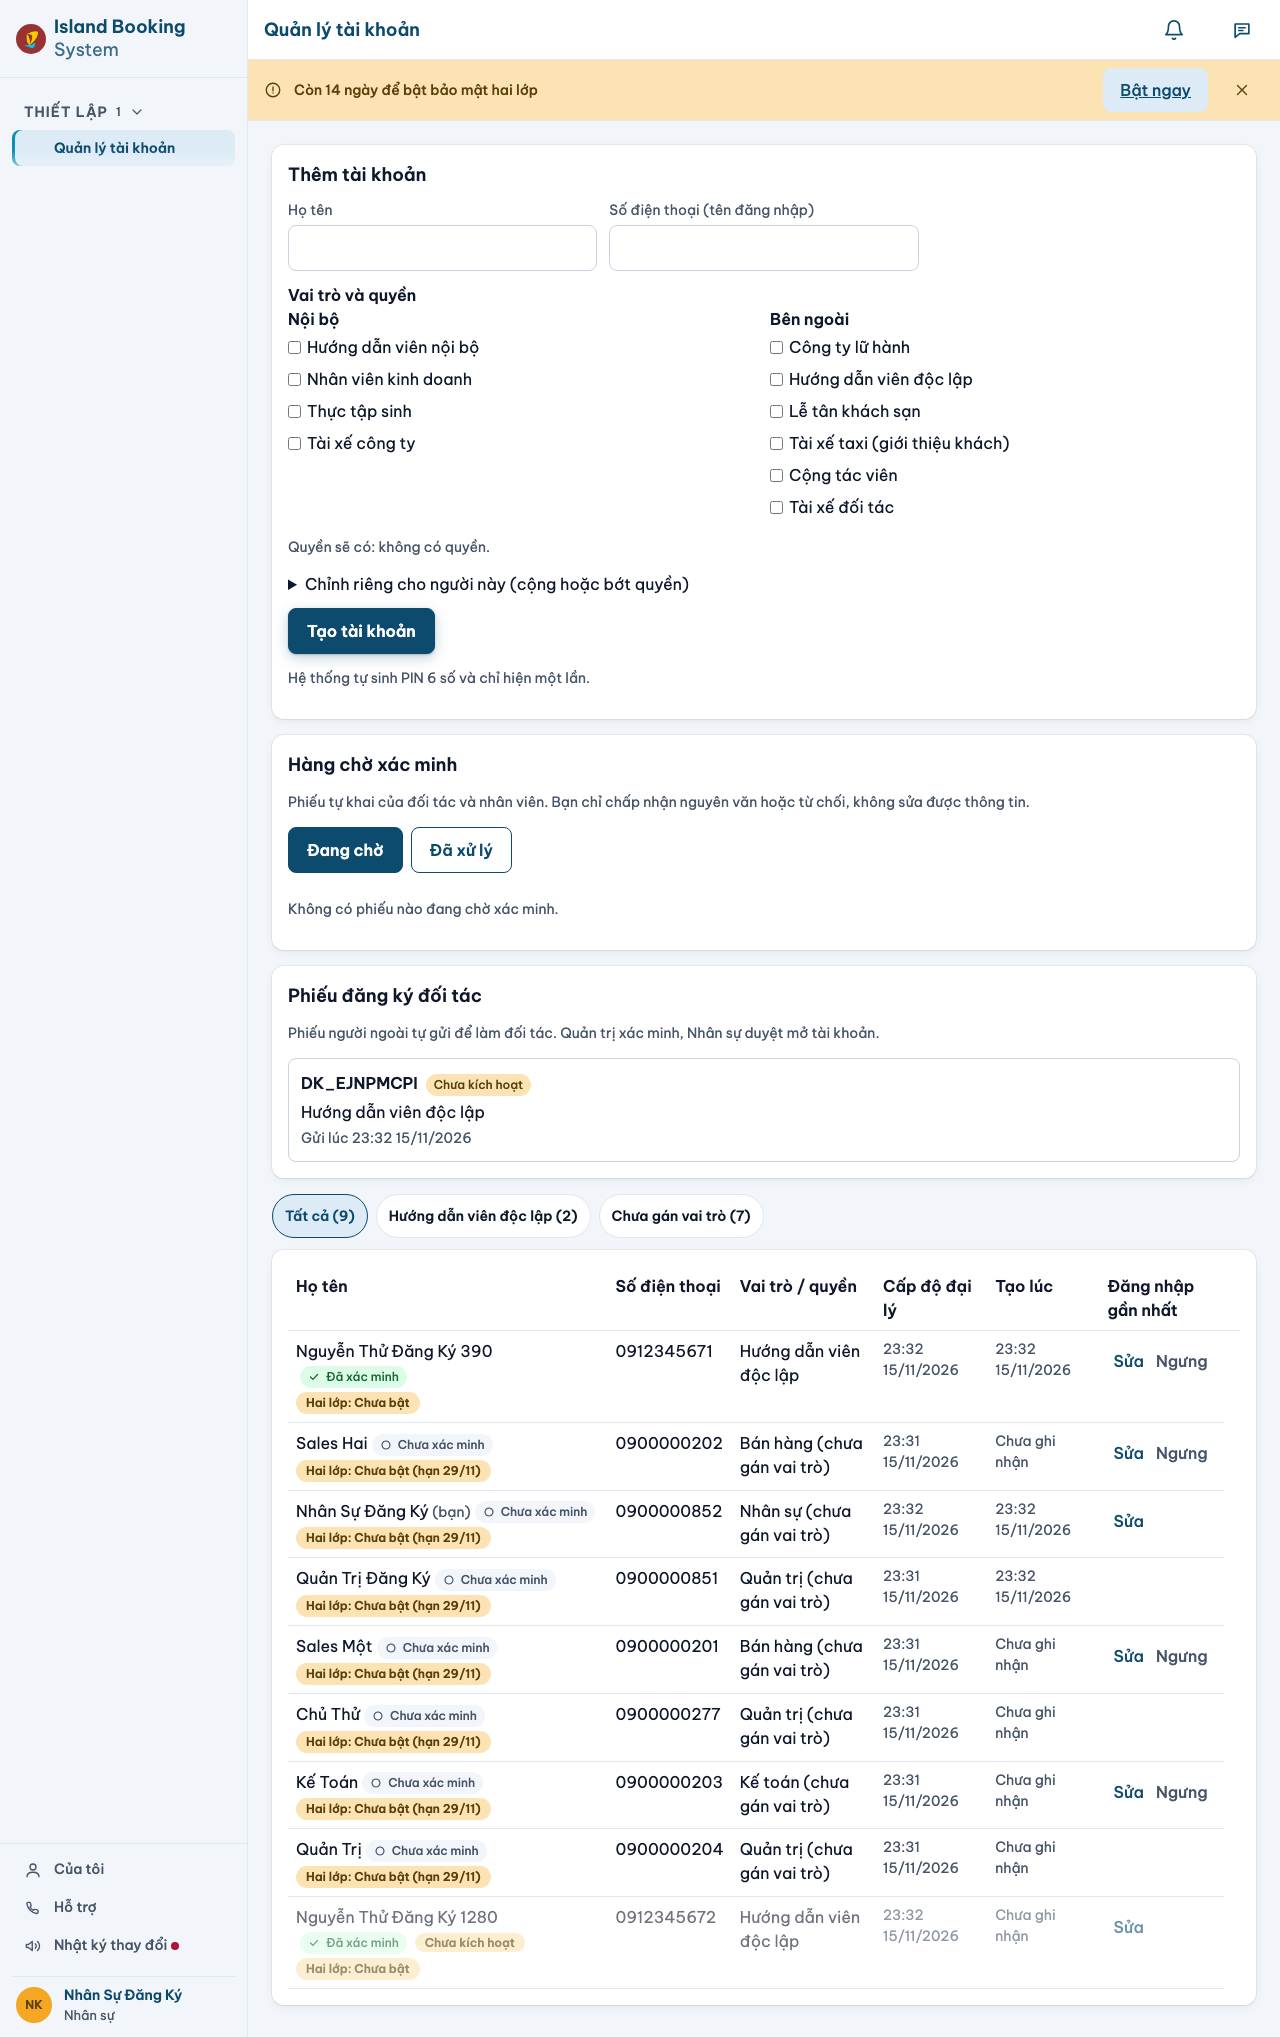 Island Booking
System
THIẾT LẬP 1
Quản lý tài khoản
Của tôi
Hỗ trợ
Nhật ký thay đổi
NK
Nhân Sự Đăng Ký
Nhân sự
Quản lý tài khoản
Còn 14 ngày để bật bảo mật hai lớp
Bật ngay
Thêm tài khoản
Họ tên
Số điện thoại (tên đăng nhập)
Vai trò và quyền
Nội bộ
Hướng dẫn viên nội bộ
Nhân viên kinh doanh
Thực tập sinh
Tài xế công ty
Bên ngoài
Công ty lữ hành
Hướng dẫn viên độc lập
Lễ tân khách sạn
Tài xế taxi (giới thiệu khách)
Cộng tác viên
Tài xế đối tác
Quyền sẽ có: không có quyền.
Chỉnh riêng cho người này (cộng hoặc bớt quyền)
Tạo tài khoản
Hệ thống tự sinh PIN 6 số và chỉ hiện một lần.
Hàng chờ xác minh
Phiếu tự khai của đối tác và nhân viên. Bạn chỉ chấp nhận nguyên văn hoặc từ chối, không sửa được thông tin.
Đang chờ
Đã xử lý
Không có phiếu nào đang chờ xác minh.
Phiếu đăng ký đối tác
Phiếu người ngoài tự gửi để làm đối tác. Quản trị xác minh, Nhân sự duyệt mở tài khoản.
DK_EJNPMCPI Chưa kích hoạt
Hướng dẫn viên độc lập
Gửi lúc 23:32 15/11/2026
Tất cả (9)
Hướng dẫn viên độc lập (2)
Chưa gán vai trò (7)
Họ tên
Số điện thoại
Vai trò / quyền
Cấp độ đại
lý
Tạo lúc
Đăng nhập
gần nhất
Nguyễn Thử Đăng Ký 390
Đã xác minh
Hai lớp: Chưa bật
0912345671
Hướng dẫn viên
độc lập
23:32
15/11/2026
23:32
15/11/2026
Sửa Ngưng
Sales Hai Chưa xác minh
Hai lớp: Chưa bật (hạn 29/11)
0900000202
Bán hàng (chưa
gán vai trò)
23:31
15/11/2026
Chưa ghi
nhận
Sửa Ngưng
Nhân Sự Đăng Ký (bạn) Chưa xác minh
Hai lớp: Chưa bật (hạn 29/11)
0900000852
Nhân sự (chưa
gán vai trò)
23:32
15/11/2026
23:32
15/11/2026
Sửa
Quản Trị Đăng Ký Chưa xác minh
Hai lớp: Chưa bật (hạn 29/11)
0900000851
Quản trị (chưa
gán vai trò)
23:31
15/11/2026
23:32
15/11/2026
Sales Một Chưa xác minh
Hai lớp: Chưa bật (hạn 29/11)
0900000201
Bán hàng (chưa
gán vai trò)
23:31
15/11/2026
Chưa ghi
nhận
Sửa Ngưng
Chủ Thử Chưa xác minh
Hai lớp: Chưa bật (hạn 29/11)
0900000277
Quản trị (chưa
gán vai trò)
23:31
15/11/2026
Chưa ghi
nhận
Kế Toán Chưa xác minh
Hai lớp: Chưa bật (hạn 29/11)
0900000203
Kế toán (chưa
gán vai trò)
23:31
15/11/2026
Chưa ghi
nhận
Sửa Ngưng
Quản Trị Chưa xác minh
Hai lớp: Chưa bật (hạn 29/11)
0900000204
Quản trị (chưa
gán vai trò)
23:31
15/11/2026
Chưa ghi
nhận
Nguyễn Thử Đăng Ký 1280
Đã xác minh Chưa kích hoạt
Hai lớp: Chưa bật
0912345672
Hướng dẫn viên
độc lập
23:32
15/11/2026
Chưa ghi
nhận
Sửa